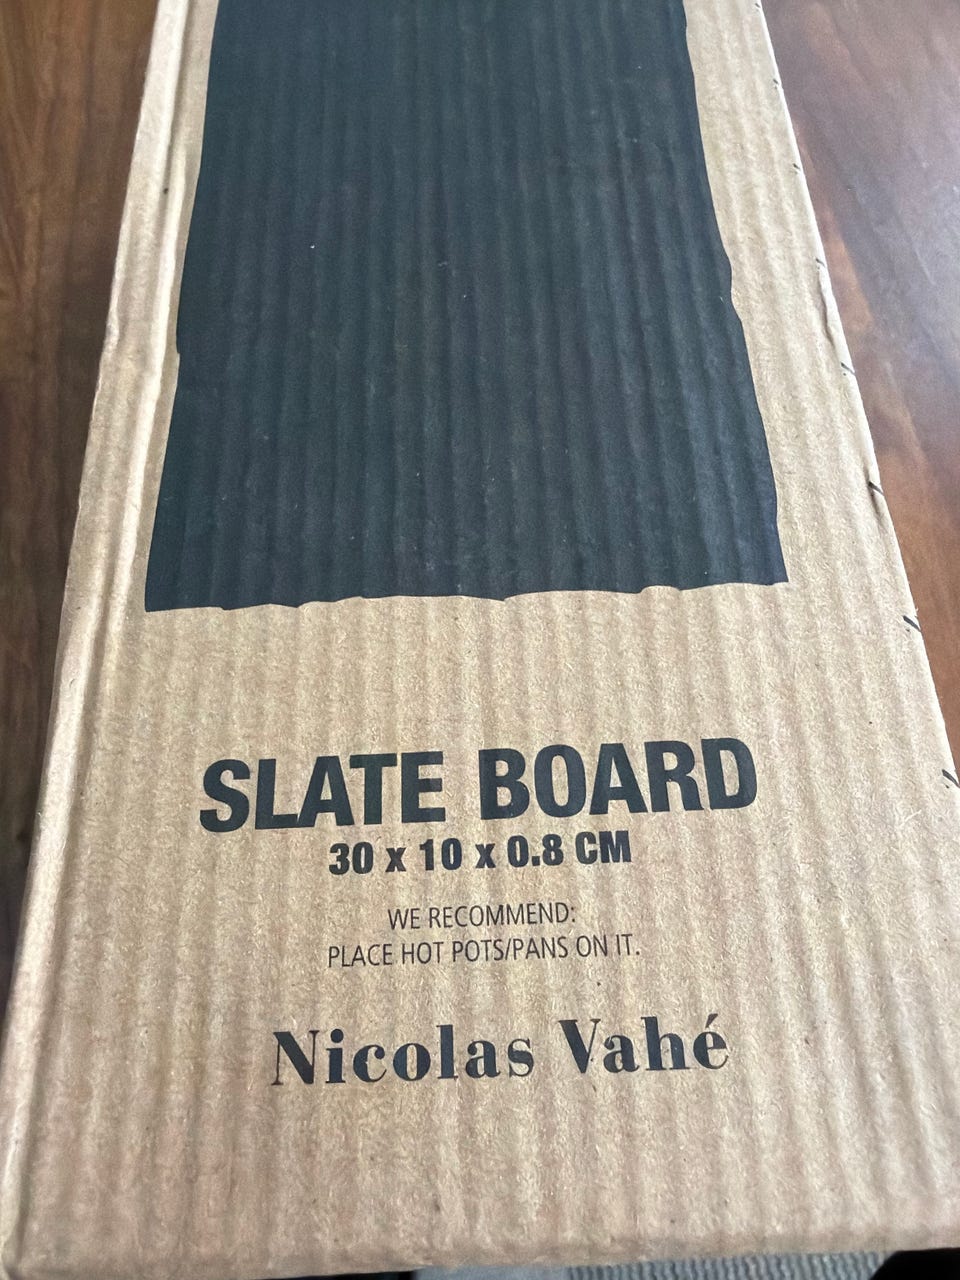 SLATE BOARD
30 x 10 x 0.8 CM
WE RECOMMEND:
PLACE HOT POTS/PANS ON IT.
Nicolas Vahé